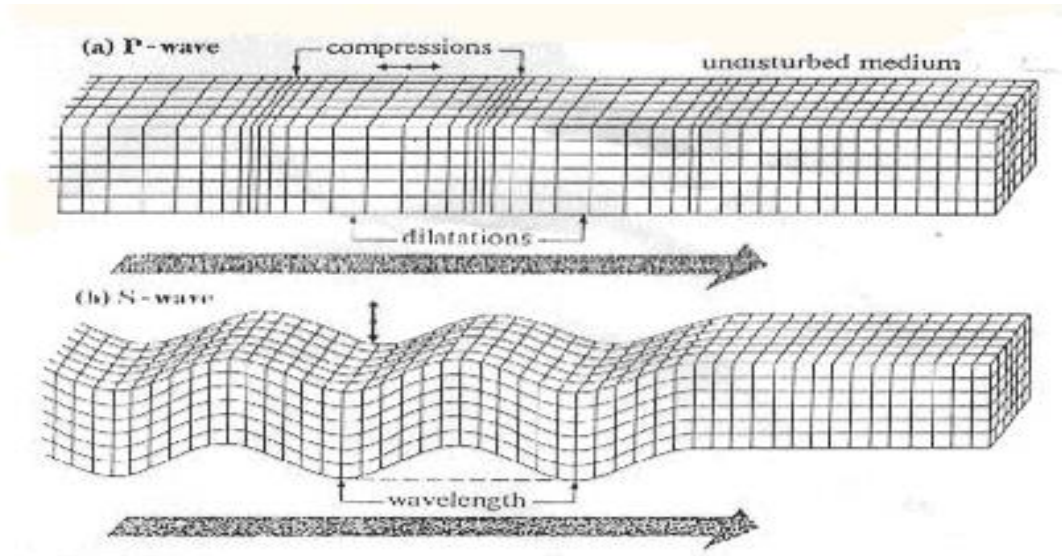 (a) P-wave
compressions
undisturbed medium
dilatations
(b) S-wave
wavelength